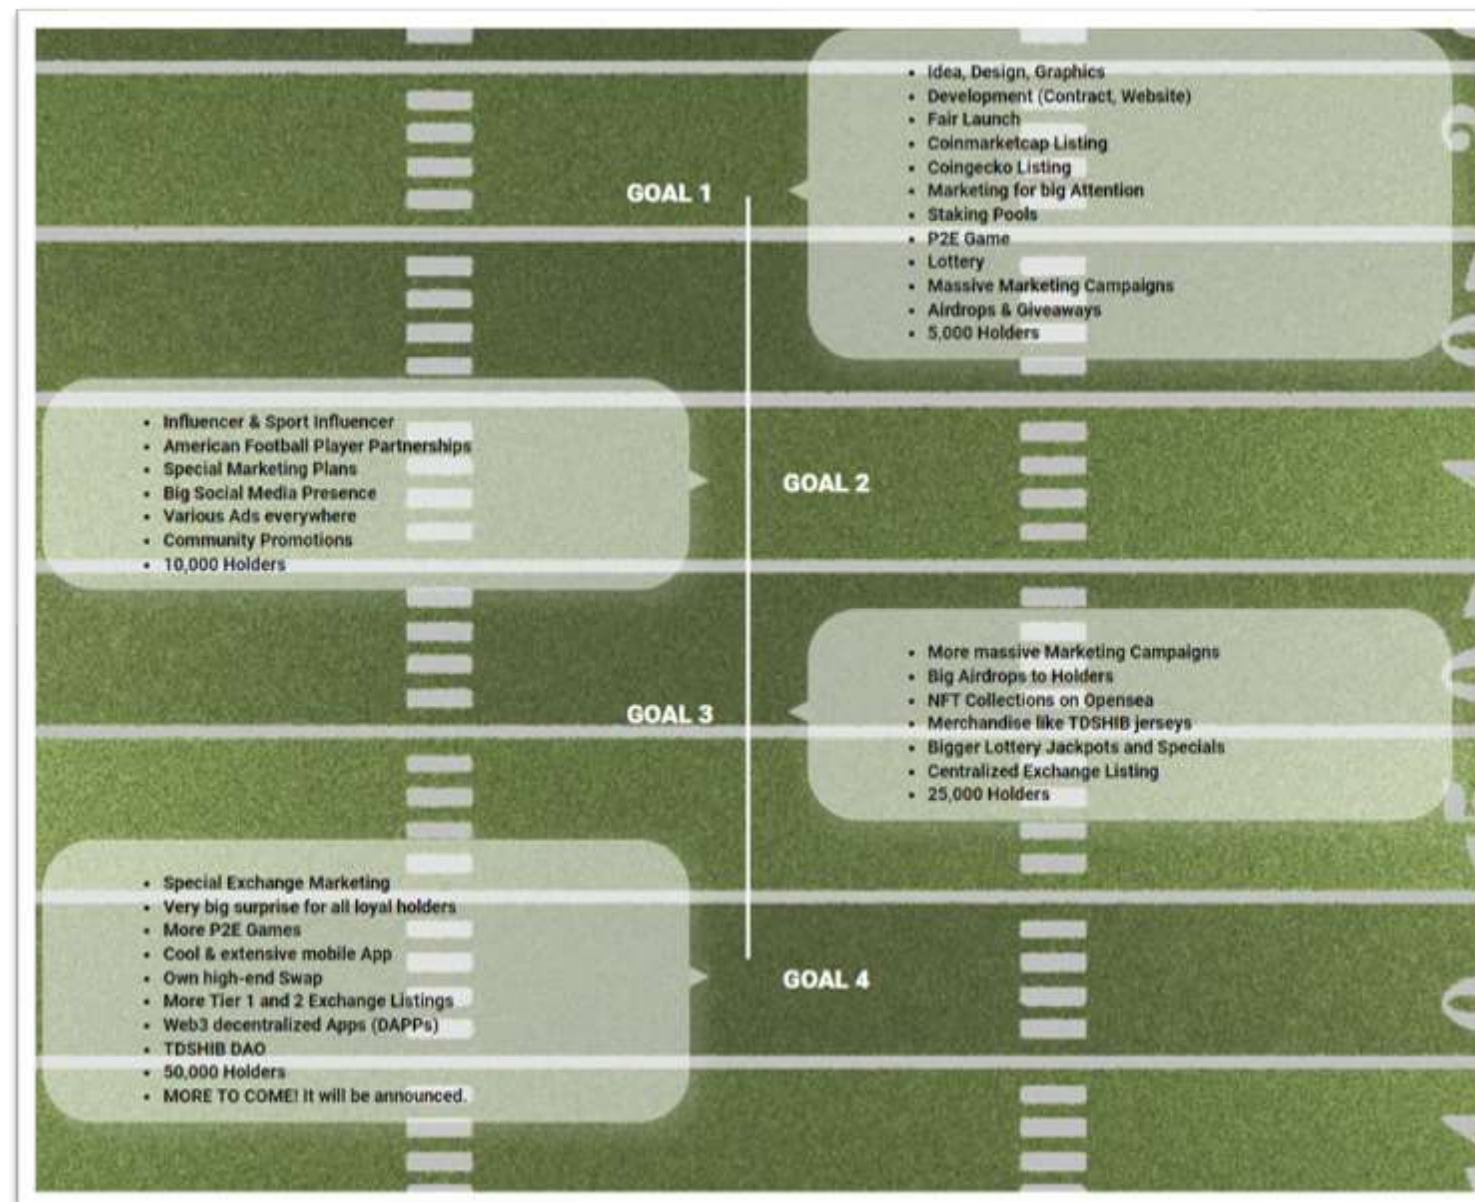 GOAL 1
• Idea, Design, Graphics
• Development (Contract, Website)
• Fair Launch
• Coinmarketcap Listing
• Coingecko Listing
• Marketing for big Attention
• Staking Pools
• P2E Game
• Lottery
• Massive Marketing Campaigns
• Airdrops & Giveaways
• 5,000 Holders
GOAL 2
• Influencer & Sport Influencer
• American Football Player Partnerships
• Special Marketing Plans
• Big Social Media Presence
• Various Ads everywhere
• Community Promotions
• 10,000 Holders
GOAL 3
• More massive Marketing Campaigns
• Big Airdrops to Holders
• NFT Collections on Opensea
• Merchandise like TDSHIB jerseys
• Bigger Lottery Jackpots and Specials
• Centralized Exchange Listing
• 25,000 Holders
GOAL 4
• Special Exchange Marketing
• Very big surprise for all loyal holders
• More P2E Games
• Cool & extensive mobile App
• Own high-end Swap
• More Tier 1 and 2 Exchange Listings
• Web3 decentralized Apps (DAPPs)
• TDSHIB DAO
• 50,000 Holders
• MORE TO COME! It will be announced.